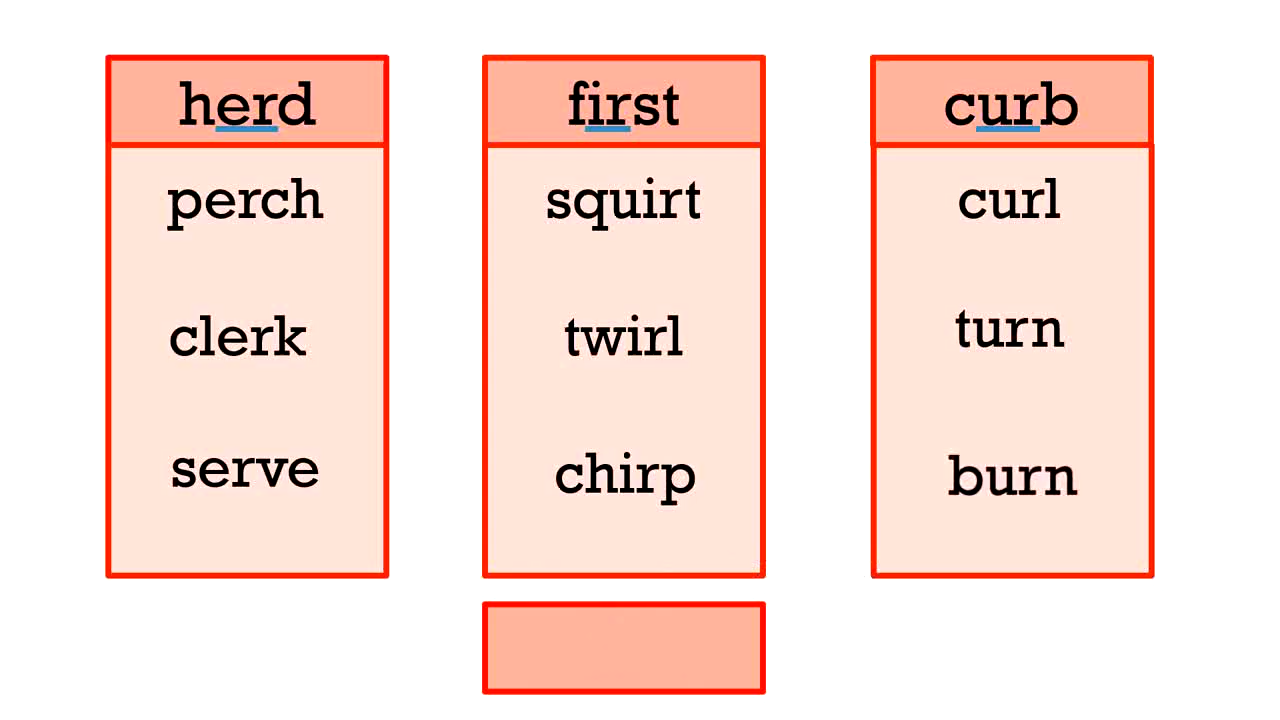 herd
perch
clerk
serve
first
squirt
twirl
chirp
curb
curl
turn
burn